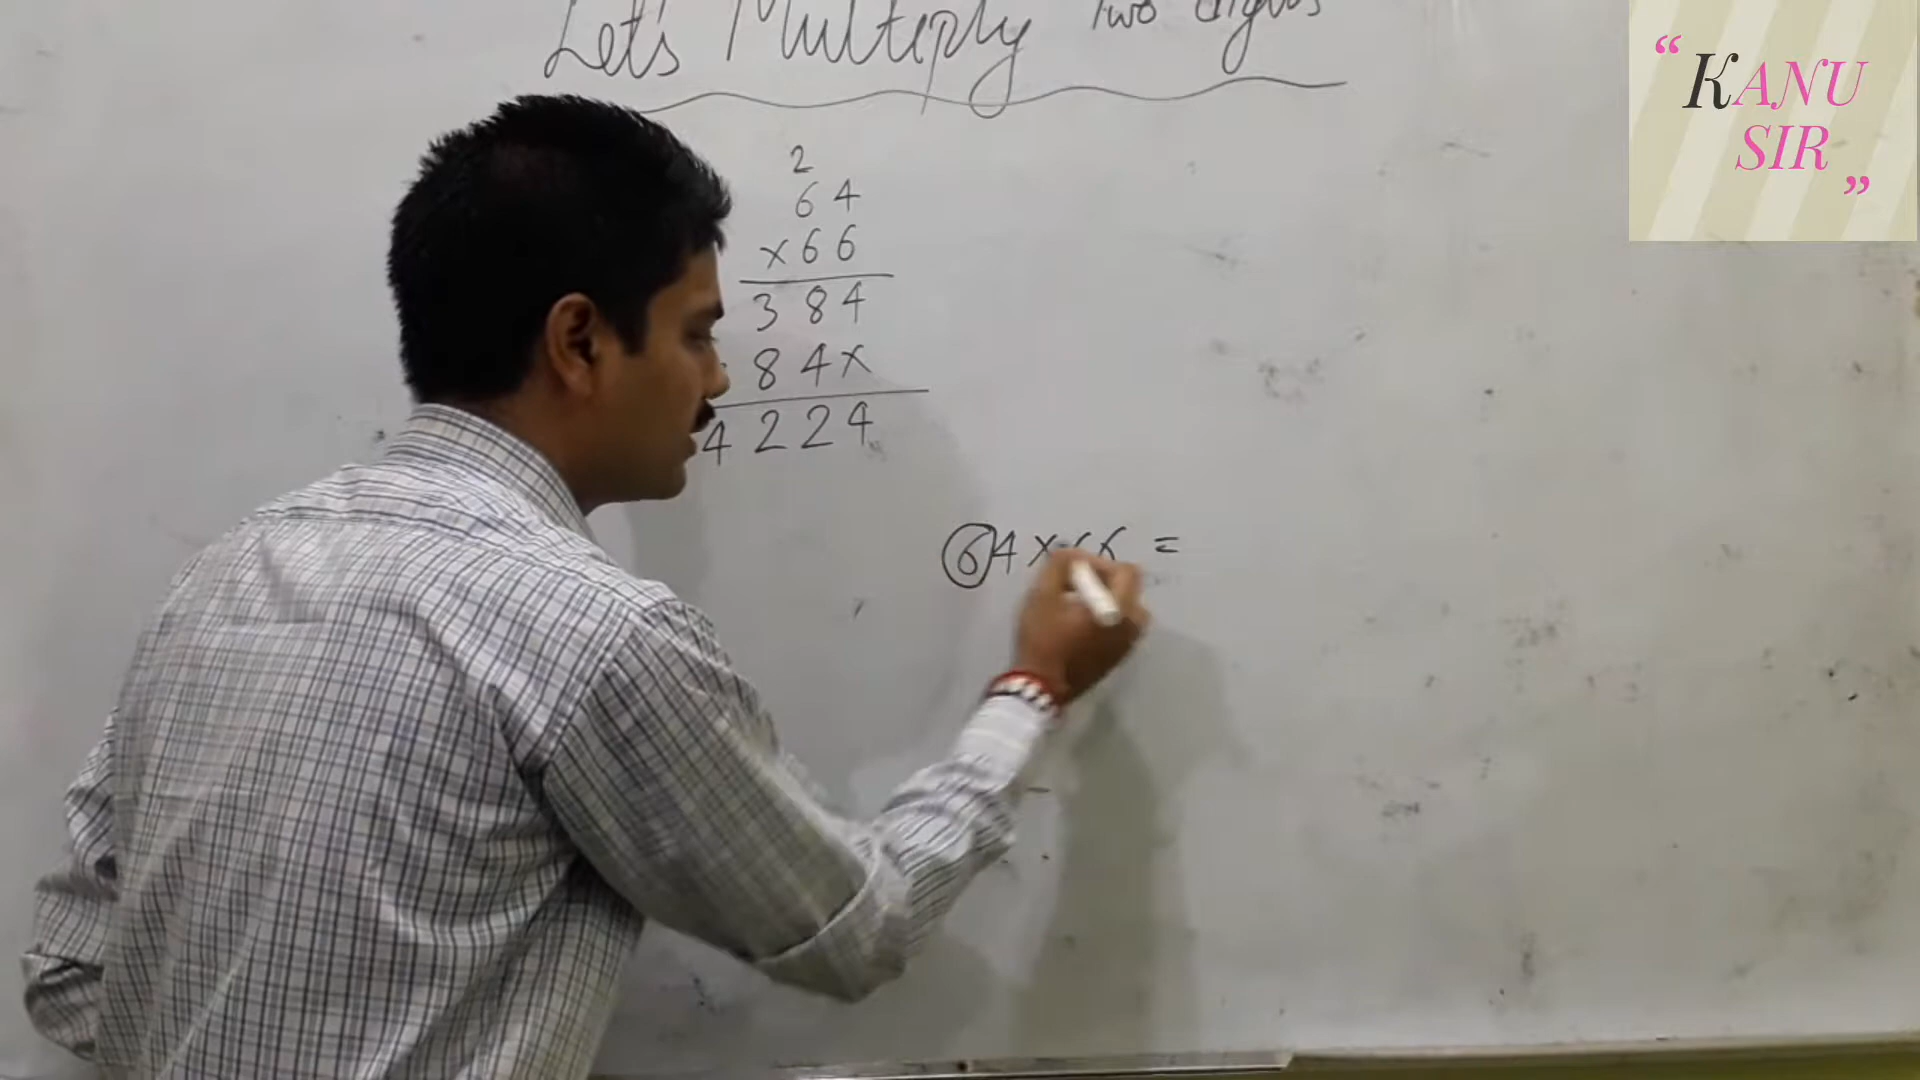 Let's Multiply Two digits
2
64
×66
384
84×
4224
64×66 =
“KANU
SIR”